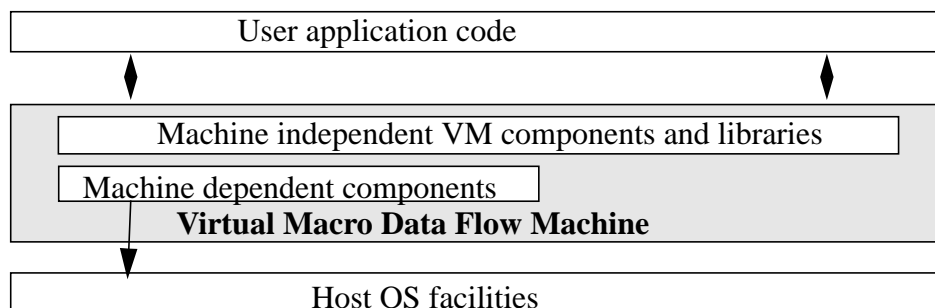 User application code
Machine independent VM components and libraries
Machine dependent components
Virtual Macro Data Flow Machine
Host OS facilities